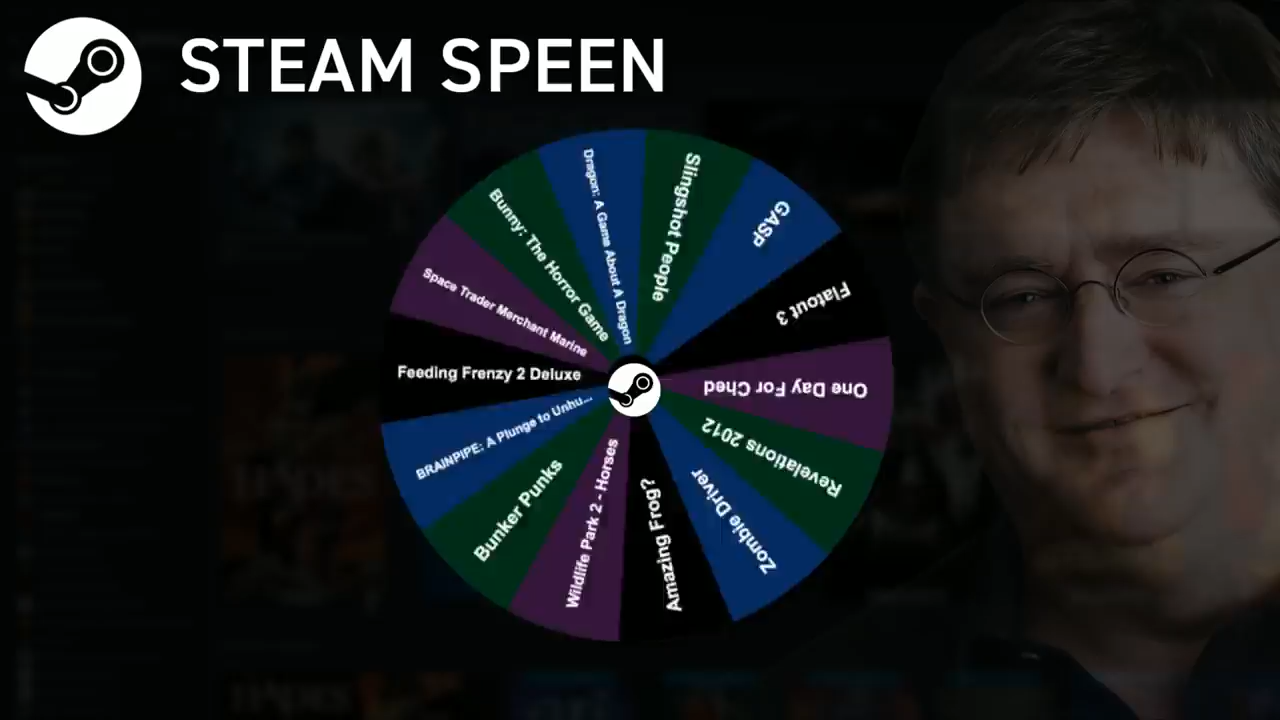 STEAM SPEEN
Dragon: A Game About A Dragon
Slingshot People
GASP
Flatout 3
One Day For Ched
Revelations 2012
Zombie Driver
Amazing Frog?
Wildlife Park 2 - Horses
Bunker Punks
BRAINPIPE: A Plunge to Unhu...
Feeding Frenzy 2 Deluxe
Space Trader Merchant Marine
Bunny: The Horror Game